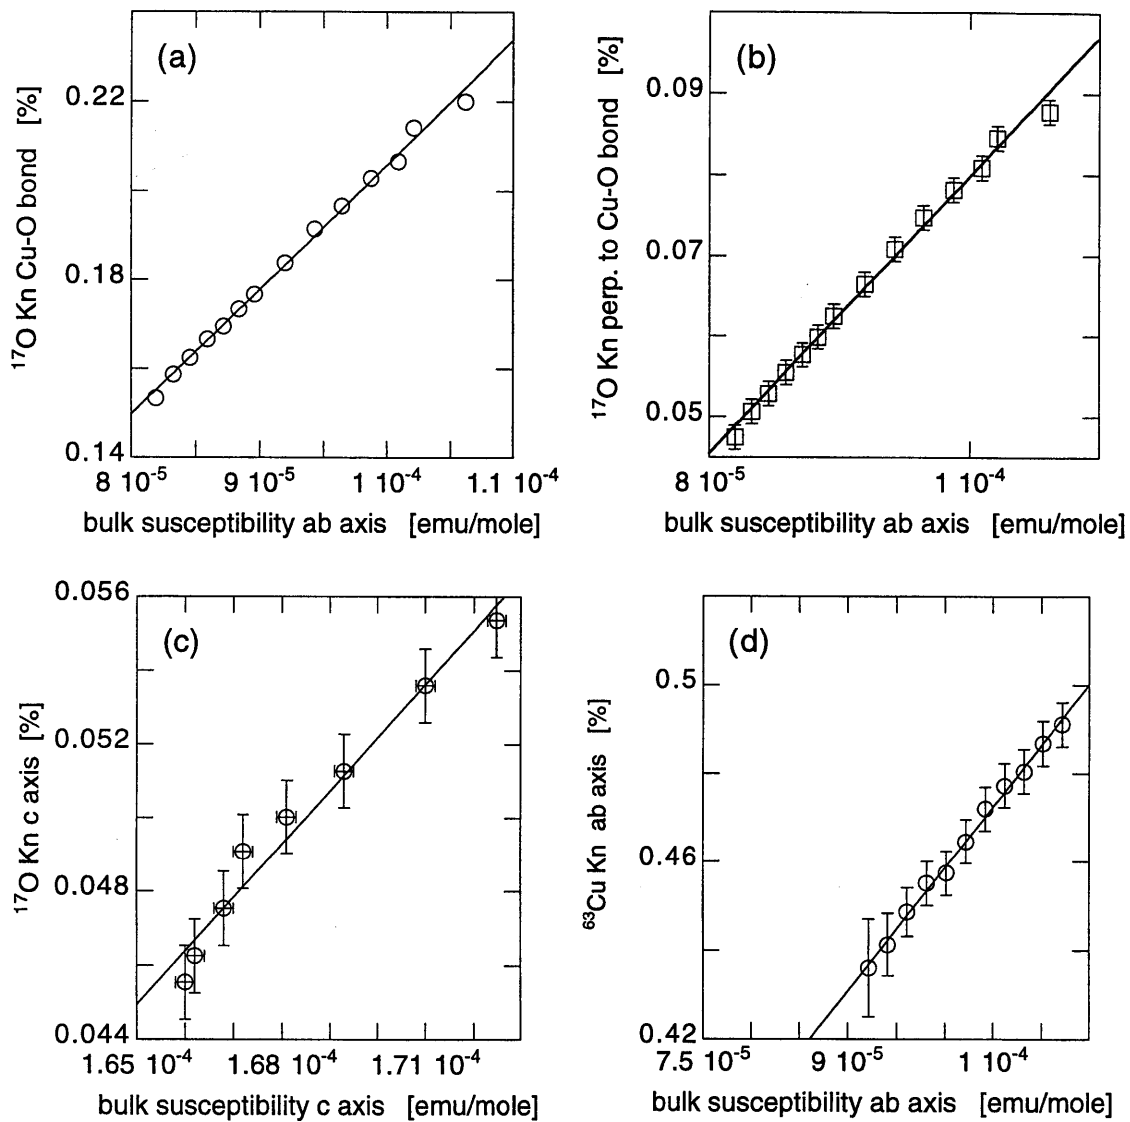 (a)
¹⁷O Kn Cu-O bond [%]
0.22
0.18
0.14
8 10⁻⁵ 9 10⁻⁵ 1 10⁻⁴ 1.1 10⁻⁴
bulk susceptibility ab axis [emu/mole]
(b)
¹⁷O Kn perp. to Cu-O bond [%]
0.09
0.07
0.05
8 10⁻⁵ 1 10⁻⁴
bulk susceptibility ab axis [emu/mole]
(c)
¹⁷O Kn c axis [%]
0.056
0.052
0.048
0.044
1.65 10⁻⁴ 1.68 10⁻⁴ 1.71 10⁻⁴
bulk susceptibility c axis [emu/mole]
(d)
⁶³Cu Kn ab axis [%]
0.5
0.46
0.42
7.5 10⁻⁵ 9 10⁻⁵ 1 10⁻⁴
bulk susceptibility ab axis [emu/mole]